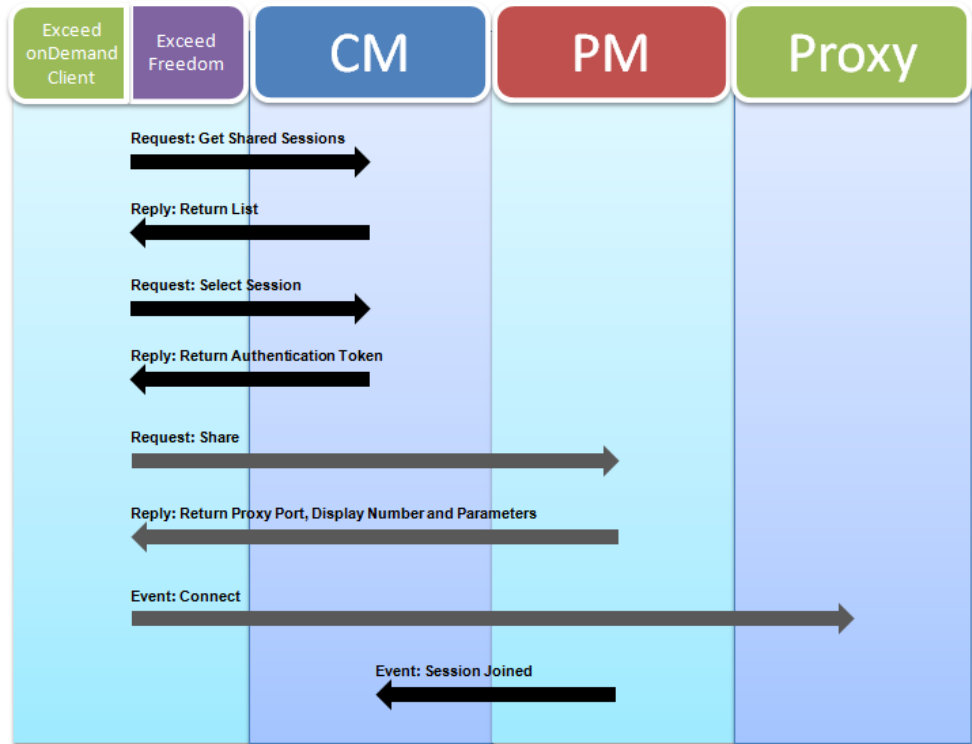 Exceed
onDemand
Client
Exceed
Freedom
CM
PM
Proxy
Request: Get Shared Sessions
Reply: Return List
Request: Select Session
Reply: Return Authentication Token
Request: Share
Reply: Return Proxy Port, Display Number and Parameters
Event: Connect
Event: Session Joined